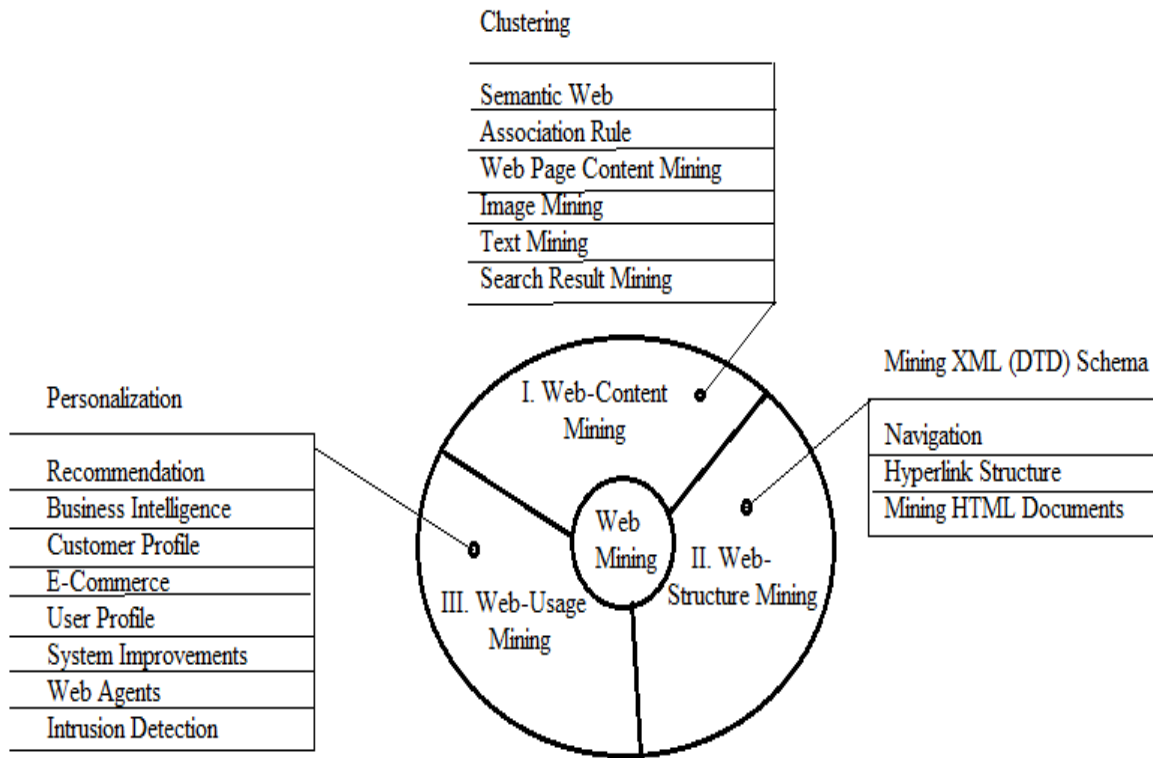 Clustering
Semantic Web
Association Rule
Web Page Content Mining
Image Mining
Text Mining
Search Result Mining
Mining XML (DTD) Schema
Navigation
Hyperlink Structure
Mining HTML Documents
Personalization
Recommendation
Business Intelligence
Customer Profile
E-Commerce
User Profile
System Improvements
Web Agents
Intrusion Detection
I. Web-Content
Mining
Web
Mining
II. Web-
Structure Mining
III. Web-Usage
Mining